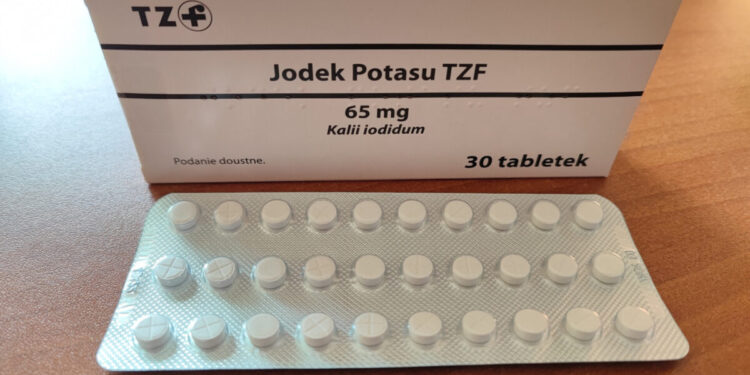 TZF
Jodek Potasu TZF
65 mg
Kalii iodidum
Podanie doustne.
30 tabletek